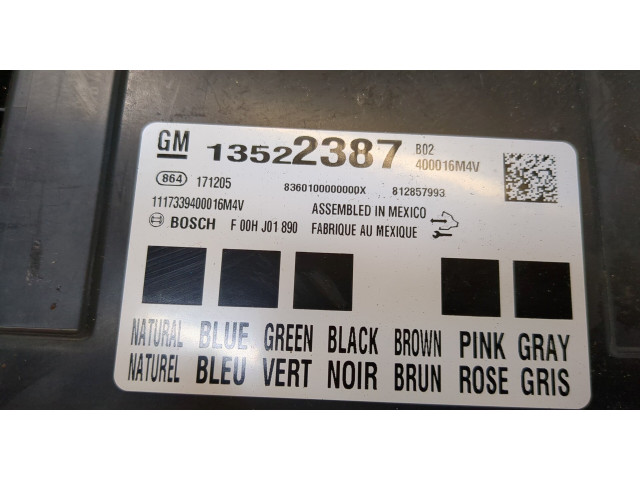 GM 13522387 B02
400016M4V
864 171205 836010000000DX 812857993
1117339400016M4V ASSEMBLED IN MEXICO
BOSCH F 00H J01 890 FABRIQUE AU MEXIQUE
NATURAL BLUE GREEN BLACK BROWN PINK GRAY
NATUREL BLEU VERT NOIR BRUN ROSE GRIS